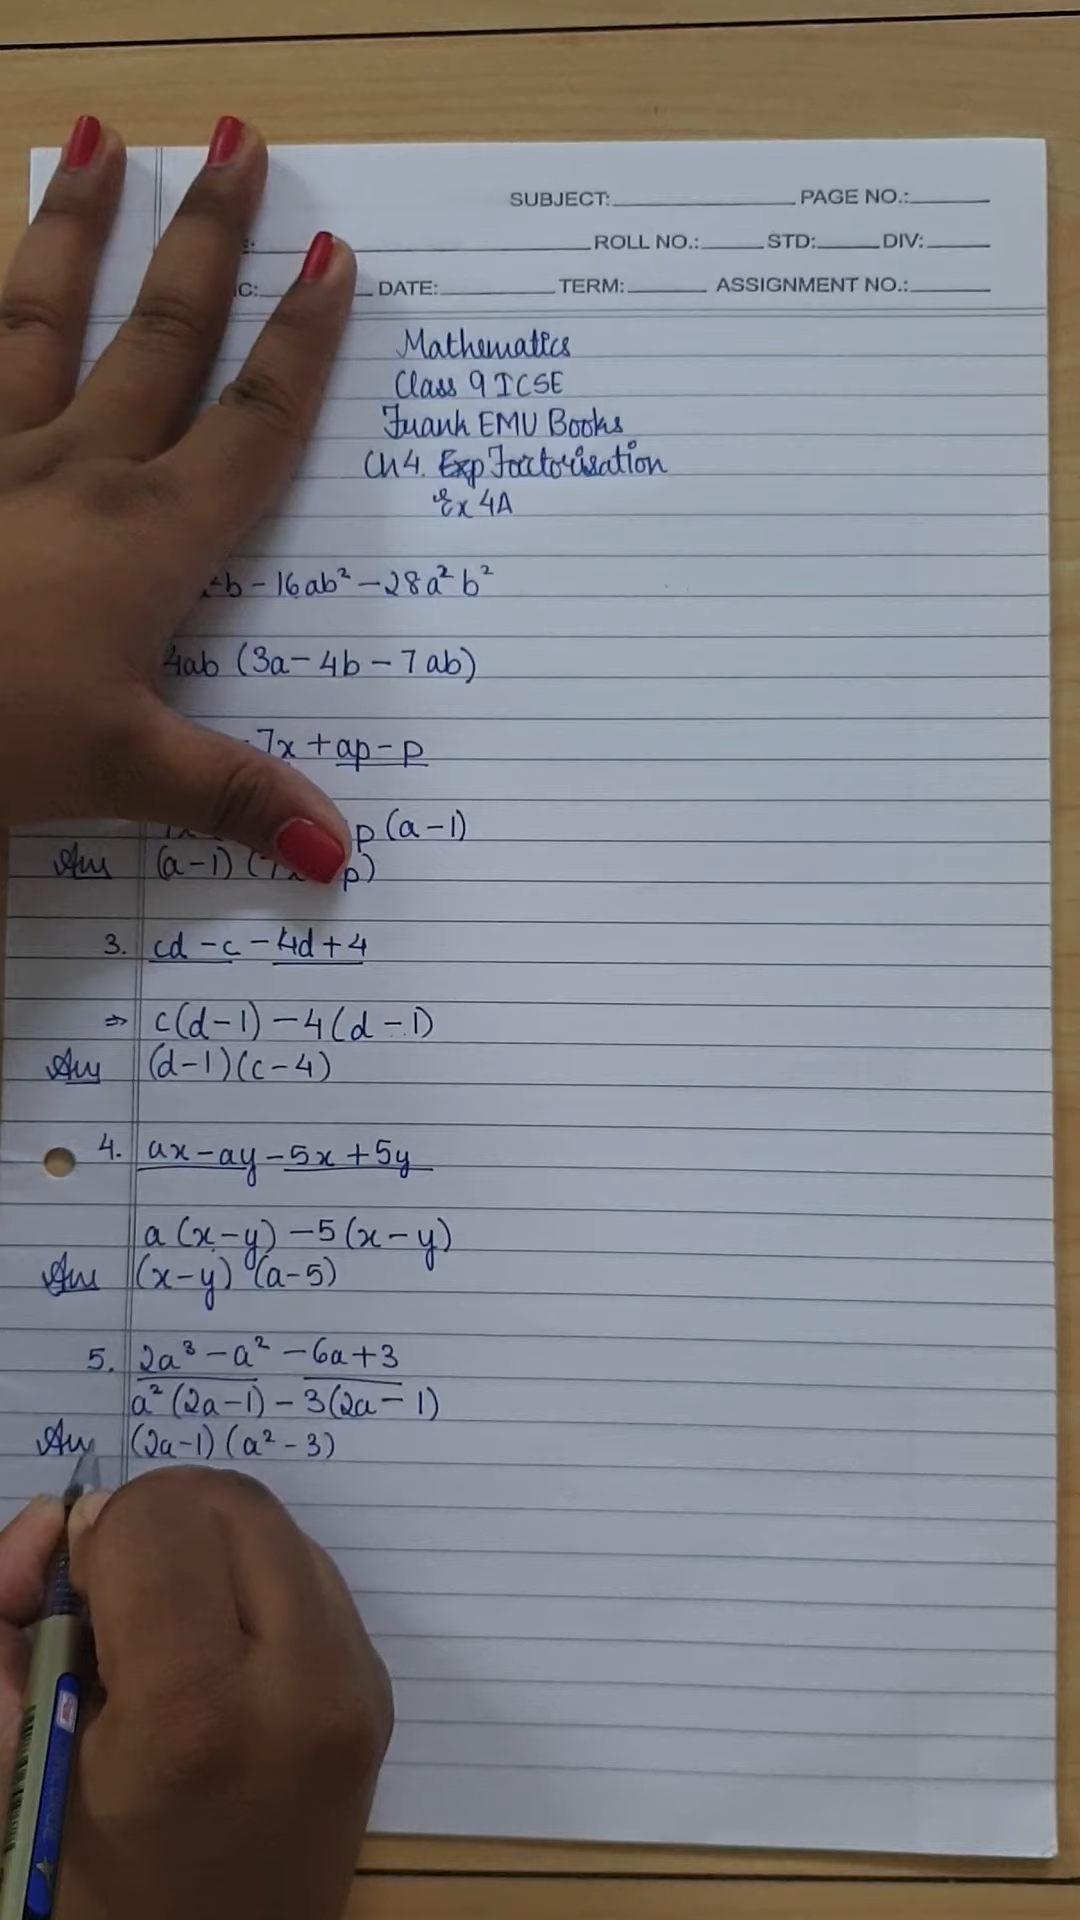 SUBJECT: PAGE NO.:
ROLL NO.: STD: DIV:
DATE: TERM: ASSIGNMENT NO.:
Mathematics
Class 9 ICSE
Frank EMU Books
Ch 4. Exp Factorisation
Ex 4A
b - 16ab² - 28a²b²
4ab (3a - 4b - 7ab)
7x + ap - p
p (a - 1)
Ans (a - 1) (7x p)
3. cd - c - 4d + 4
⇒ c(d - 1) - 4(d - 1)
Ans (d - 1)(c - 4)
4. ax - ay - 5x + 5y
a (x - y) - 5 (x - y)
Ans (x - y) (a - 5)
5. 2a³ - a² - 6a + 3
a² (2a - 1) - 3(2a - 1)
Ans (2a - 1) (a² - 3)